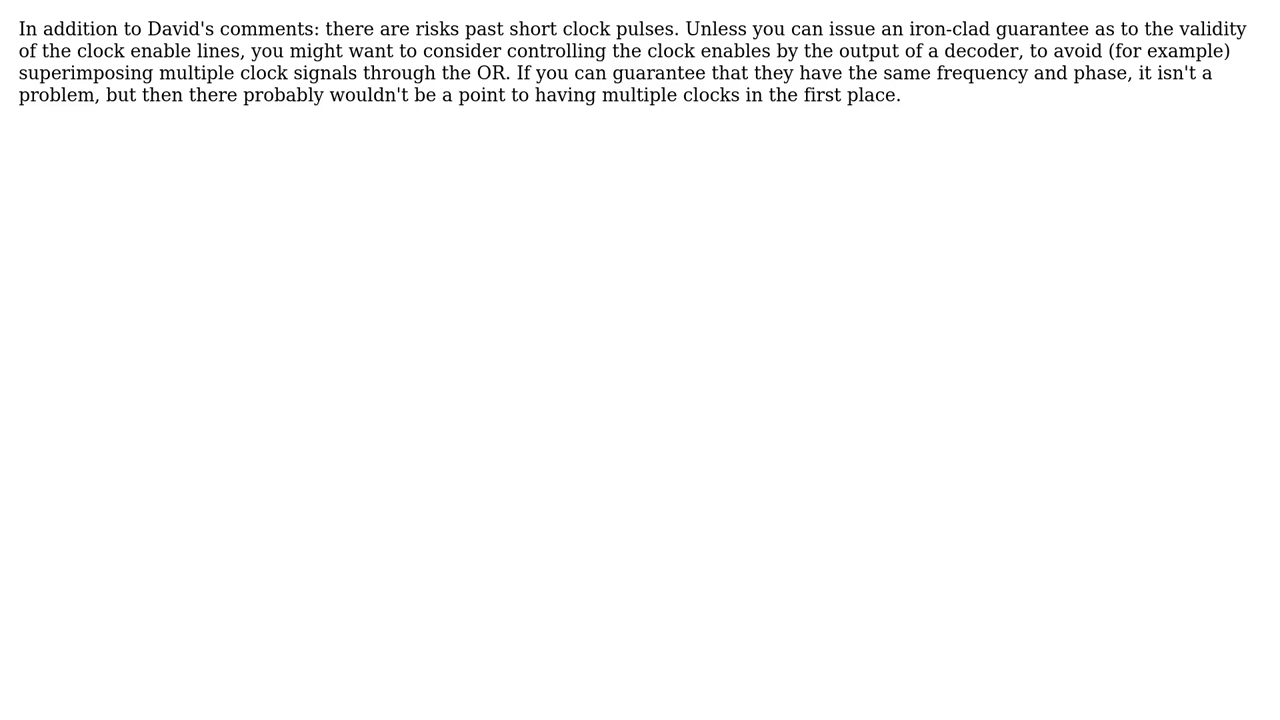 In addition to David's comments: there are risks past short clock pulses. Unless you can issue an iron-clad guarantee as to the validity
of the clock enable lines, you might want to consider controlling the clock enables by the output of a decoder, to avoid (for example)
superimposing multiple clock signals through the OR. If you can guarantee that they have the same frequency and phase, it isn't a
problem, but then there probably wouldn't be a point to having multiple clocks in the first place.